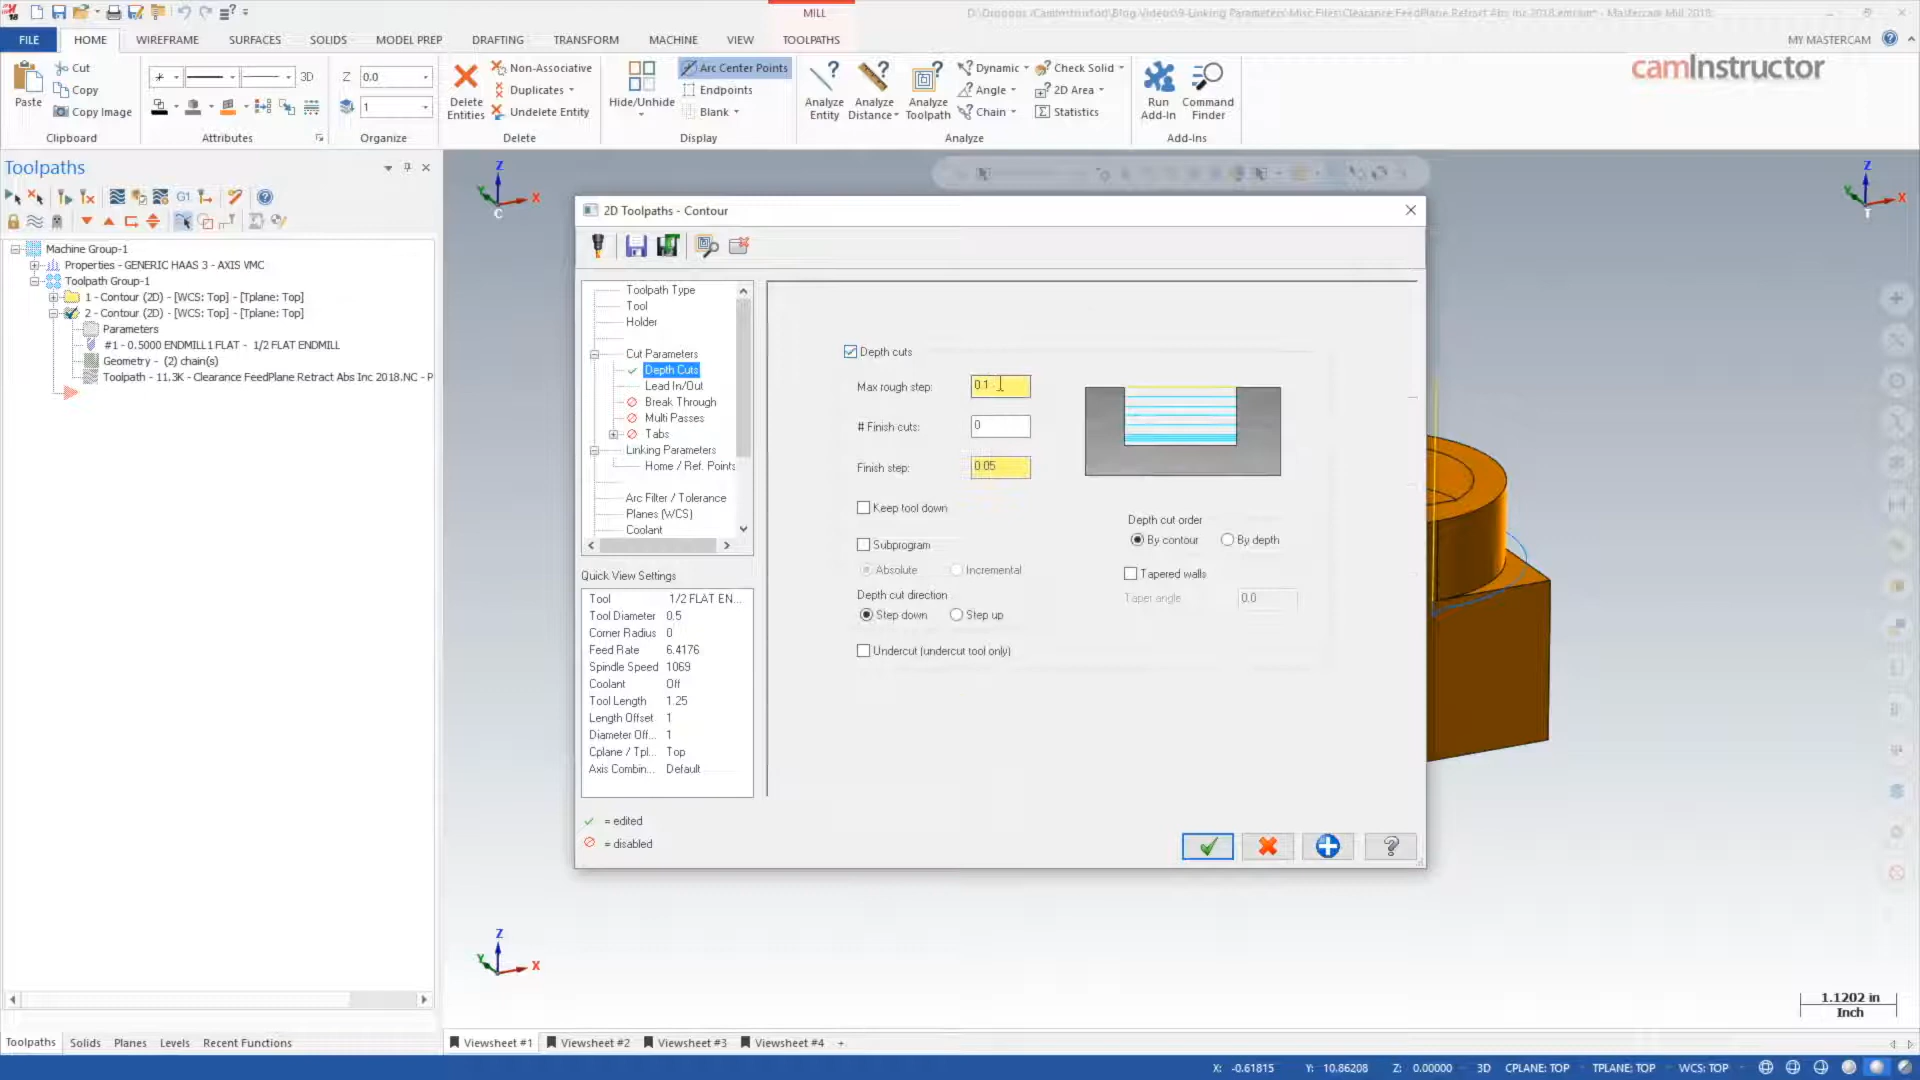 MILL
FILE
HOME
WIREFRAME
SURFACES
SOLIDS
MODEL PREP
DRAFTING
TRANSFORM
MACHINE
VIEW
TOOLPATHS
MY MASTERCAM
camInstructor
Paste
Cut
Copy
Copy Image
Clipboard
3D
Attributes
Z 0.0
1
Organize
Delete Entities
Non-Associative
Duplicates
Undelete Entity
Delete
Hide/Unhide
Arc Center Points
Endpoints
Blank
Display
Analyze Entity
Analyze Distance
Analyze Toolpath
Dynamic
Angle
Chain
Check Solid
2D Area
Statistics
Analyze
Run Add-In
Command Finder
Add-Ins
Toolpaths
G1
Machine Group-1
Properties - GENERIC HAAS 3 - AXIS VMC
Toolpath Group-1
1 - Contour (2D) - [WCS: Top] - [Tplane: Top]
2 - Contour (2D) - [WCS: Top] - [Tplane: Top]
Parameters
#1 - 0.5000 ENDMILL1 FLAT - 1/2 FLAT ENDMILL
Geometry - (2) chain(s)
Toolpath - 11.3K - Clearance FeedPlane Retract Abs Inc 2018.NC - P
Z
Y
X
C
Z
Y
X
T
2D Toolpaths - Contour
Toolpath Type
Tool
Holder
Cut Parameters
Depth Cuts
Lead In/Out
Break Through
Multi Passes
Tabs
Linking Parameters
Home / Ref. Points
Arc Filter / Tolerance
Planes (WCS)
Coolant
Quick View Settings
Tool 1/2 FLAT EN...
Tool Diameter 0.5
Corner Radius 0
Feed Rate 6.4176
Spindle Speed 1069
Coolant Off
Tool Length 1.25
Length Offset 1
Diameter Off... 1
Cplane / Tpl... Top
Axis Combin... Default
= edited
= disabled
Depth cuts
Max rough step: 0.1
# Finish cuts: 0
Finish step: 0.05
Keep tool down
Subprogram
Absolute Incremental
Depth cut direction
Step down Step up
Undercut (undercut tool only)
Depth cut order
By contour By depth
Tapered walls
Taper angle 0.0
Z
Y
X
1.1202 in
Inch
Toolpaths Solids Planes Levels Recent Functions
Viewsheet #1 Viewsheet #2 Viewsheet #3 Viewsheet #4 +
X: -0.61815 Y: 10.86208 Z: 0.00000 3D CPLANE: TOP TPLANE: TOP WCS: TOP